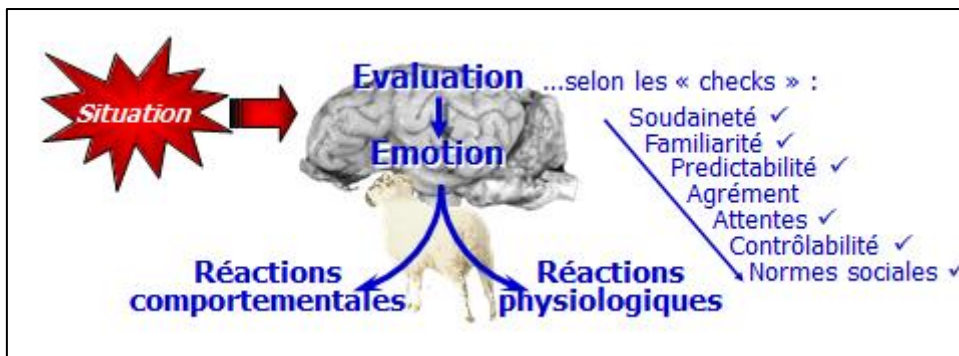 Situation
Evaluation
Emotion
Réactions
comportementales
Réactions
physiologiques
...selon les « checks » :
Soudaineté ✓
Familiarité ✓
Predictabilité ✓
Agrément
Attentes ✓
Contrôlabilité ✓
Normes sociales ✓